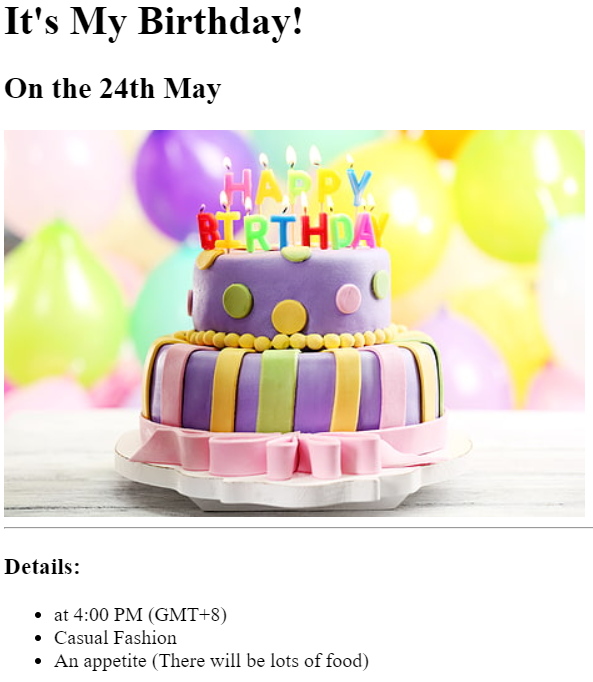 It's My Birthday!
On the 24th May
HAPPY
BIRTHDAY
Details:
at 4:00 PM (GMT+8)
Casual Fashion
An appetite (There will be lots of food)